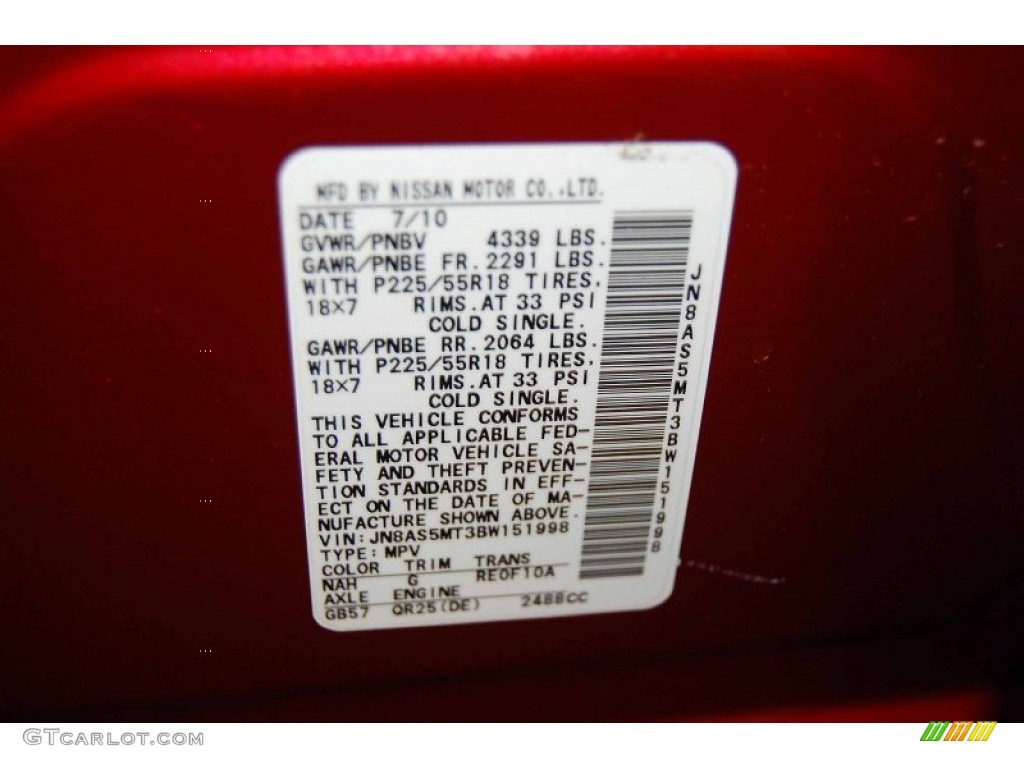 MFD BY NISSAN MOTOR CO.,LTD.
DATE 7/10
GVWR/PNBV 4339 LBS.
GAWR/PNBE FR. 2291 LBS.
WITH P225/55R18 TIRES,
18×7 RIMS.AT 33 PSI
COLD SINGLE.
GAWR/PNBE RR. 2064 LBS.
WITH P225/55R18 TIRES,
18×7 RIMS.AT 33 PSI
COLD SINGLE.
THIS VEHICLE CONFORMS
TO ALL APPLICABLE FED-
ERAL MOTOR VEHICLE SA-
FETY AND THEFT PREVEN-
TION STANDARDS IN EFF-
ECT ON THE DATE OF MA-
NUFACTURE SHOWN ABOVE.
VIN:JN8AS5MT3BW151998
TYPE:MPV
COLOR TRIM TRANS
NAH G RE0F10A
AXLE ENGINE
GB57 QR25(DE) 2488CC
JN8AS5MT3BW151998
GTCarLot.com